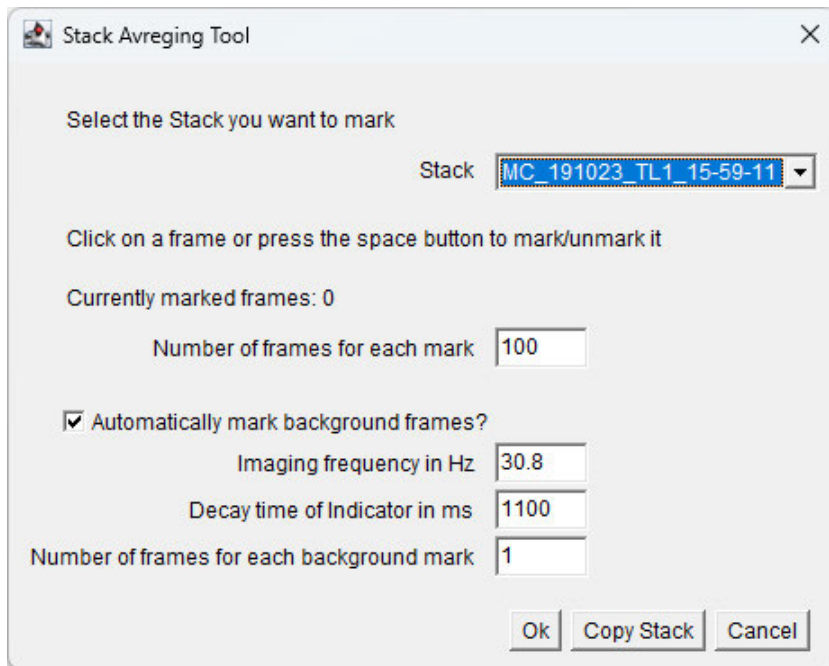 Stack Avreging Tool
Select the Stack you want to mark
Stack MC_191023_TL1_15-59-11
Click on a frame or press the space button to mark/unmark it
Currently marked frames: 0
Number of frames for each mark 100
Automatically mark background frames?
Imaging frequency in Hz 30.8
Decay time of Indicator in ms 1100
Number of frames for each background mark 1
Ok Copy Stack Cancel